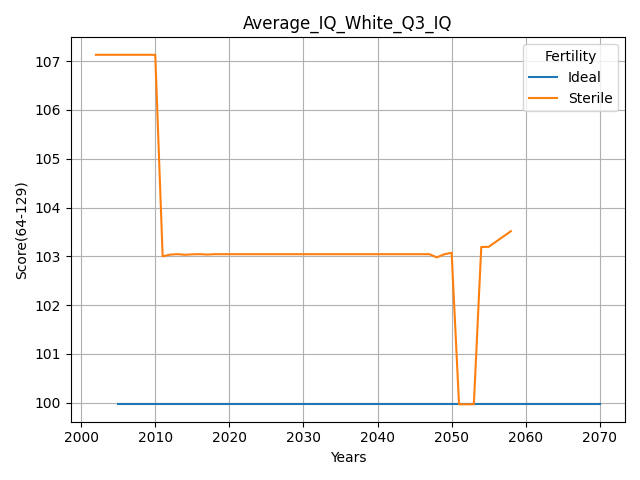 Average_IQ_White_Q3_IQ
Fertility
Ideal
Sterile
Score(64-129)
107
106
105
104
103
102
101
100
2000 2010 2020 2030 2040 2050 2060 2070
Years